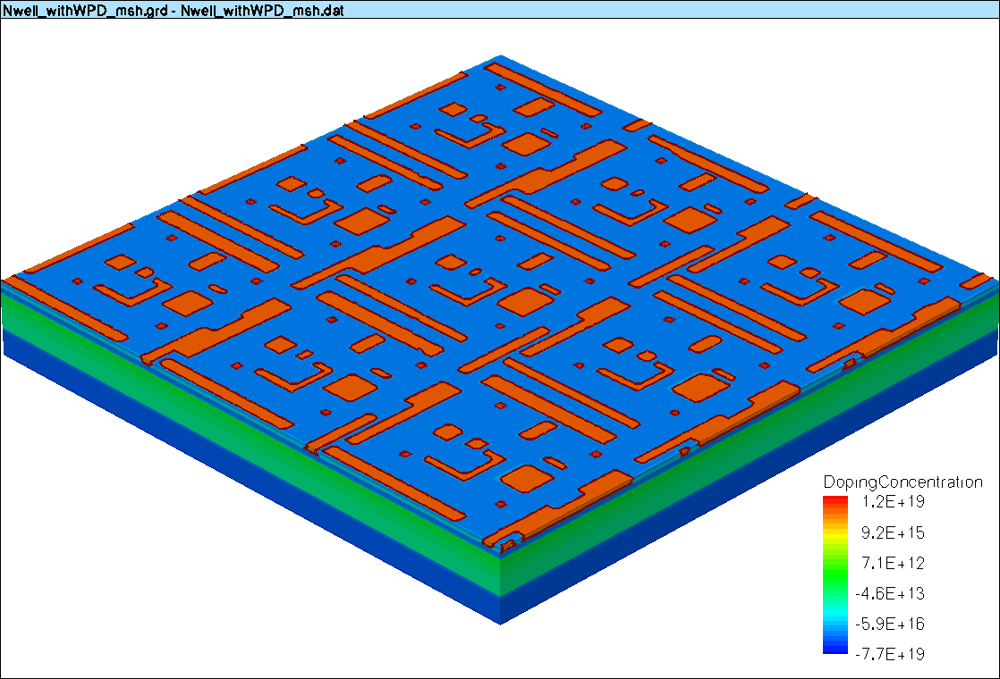 Nwell_withWPD_msh.grd - Nwell_withWPD_msh.dat
DopingConcentration
1.2E+19
9.2E+15
7.1E+12
-4.6E+13
-5.9E+16
-7.7E+19